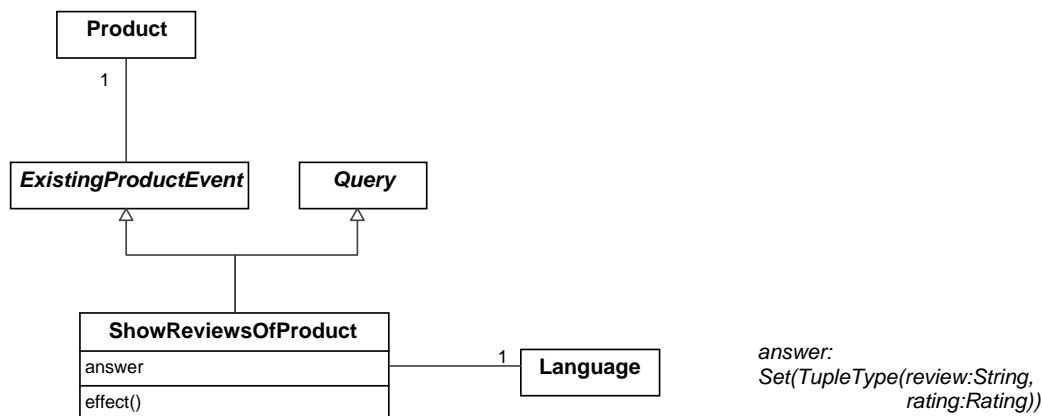 Product
1
ExistingProductEvent
Query
ShowReviewsOfProduct
answer
effect()
1
Language
answer:
Set(TupleType(review:String,
rating:Rating))